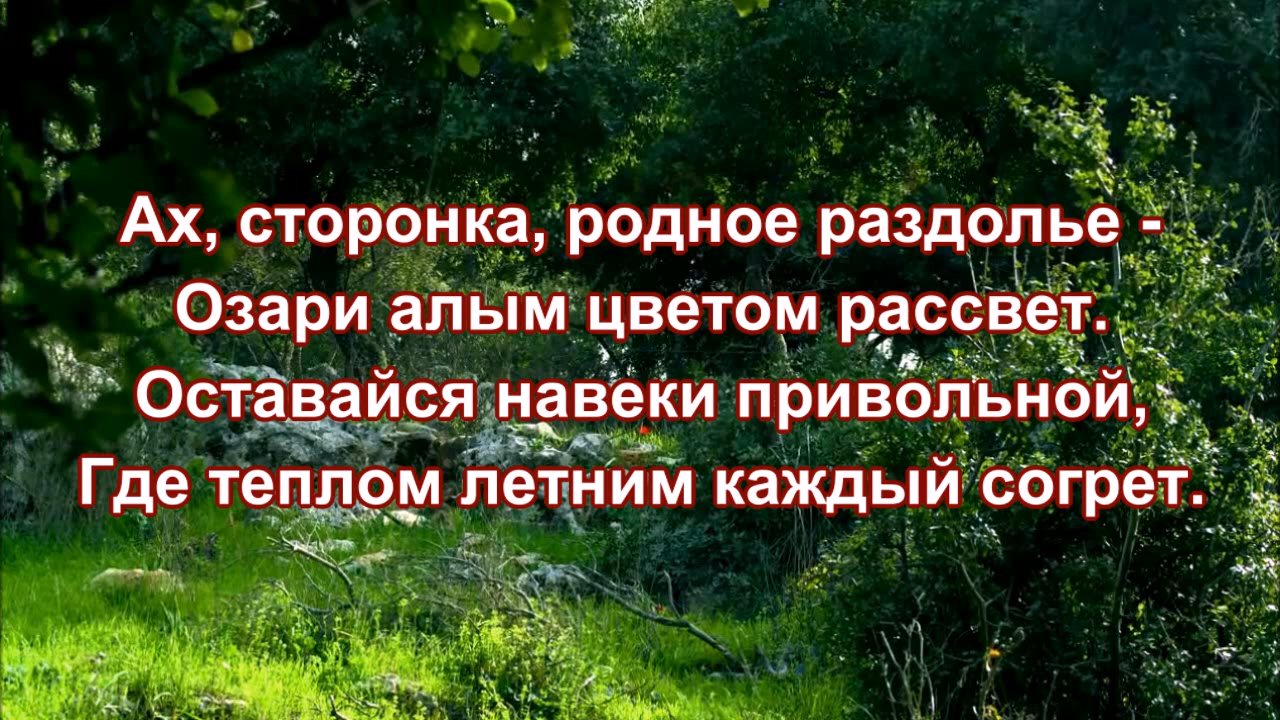 Ах, сторонка, родное раздолье -
Озари алым цветом рассвет.
Оставайся навеки привольной,
Где теплом летним каждый согрет.